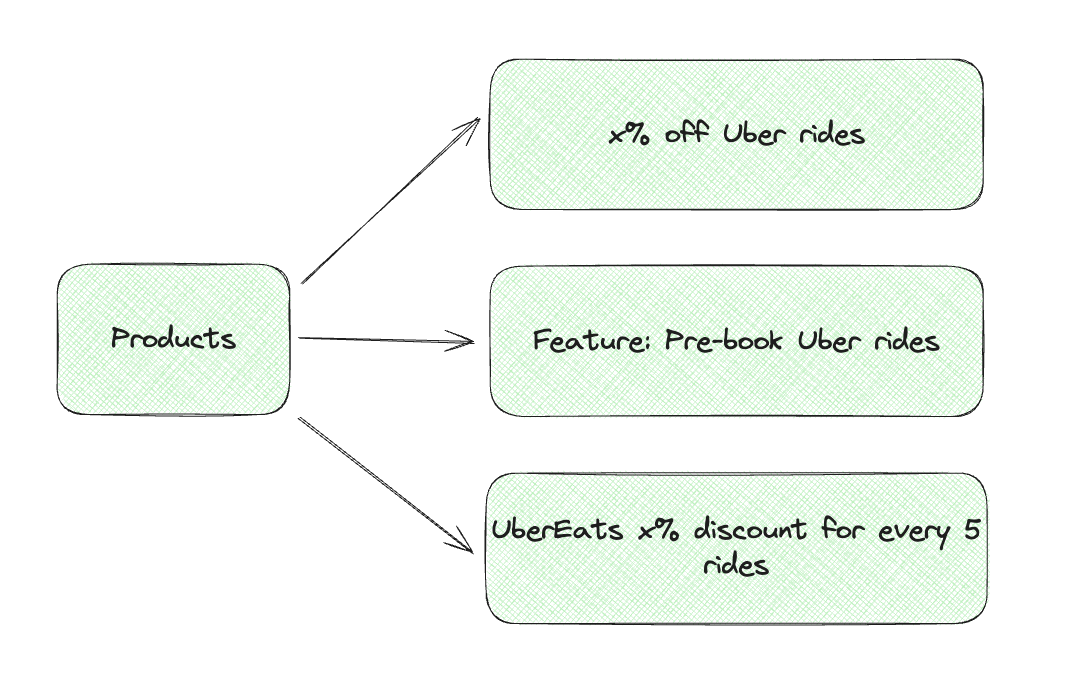 x% off Uber rides
Products
Feature: Pre-book Uber rides
UberEats x% discount for every 5
rides